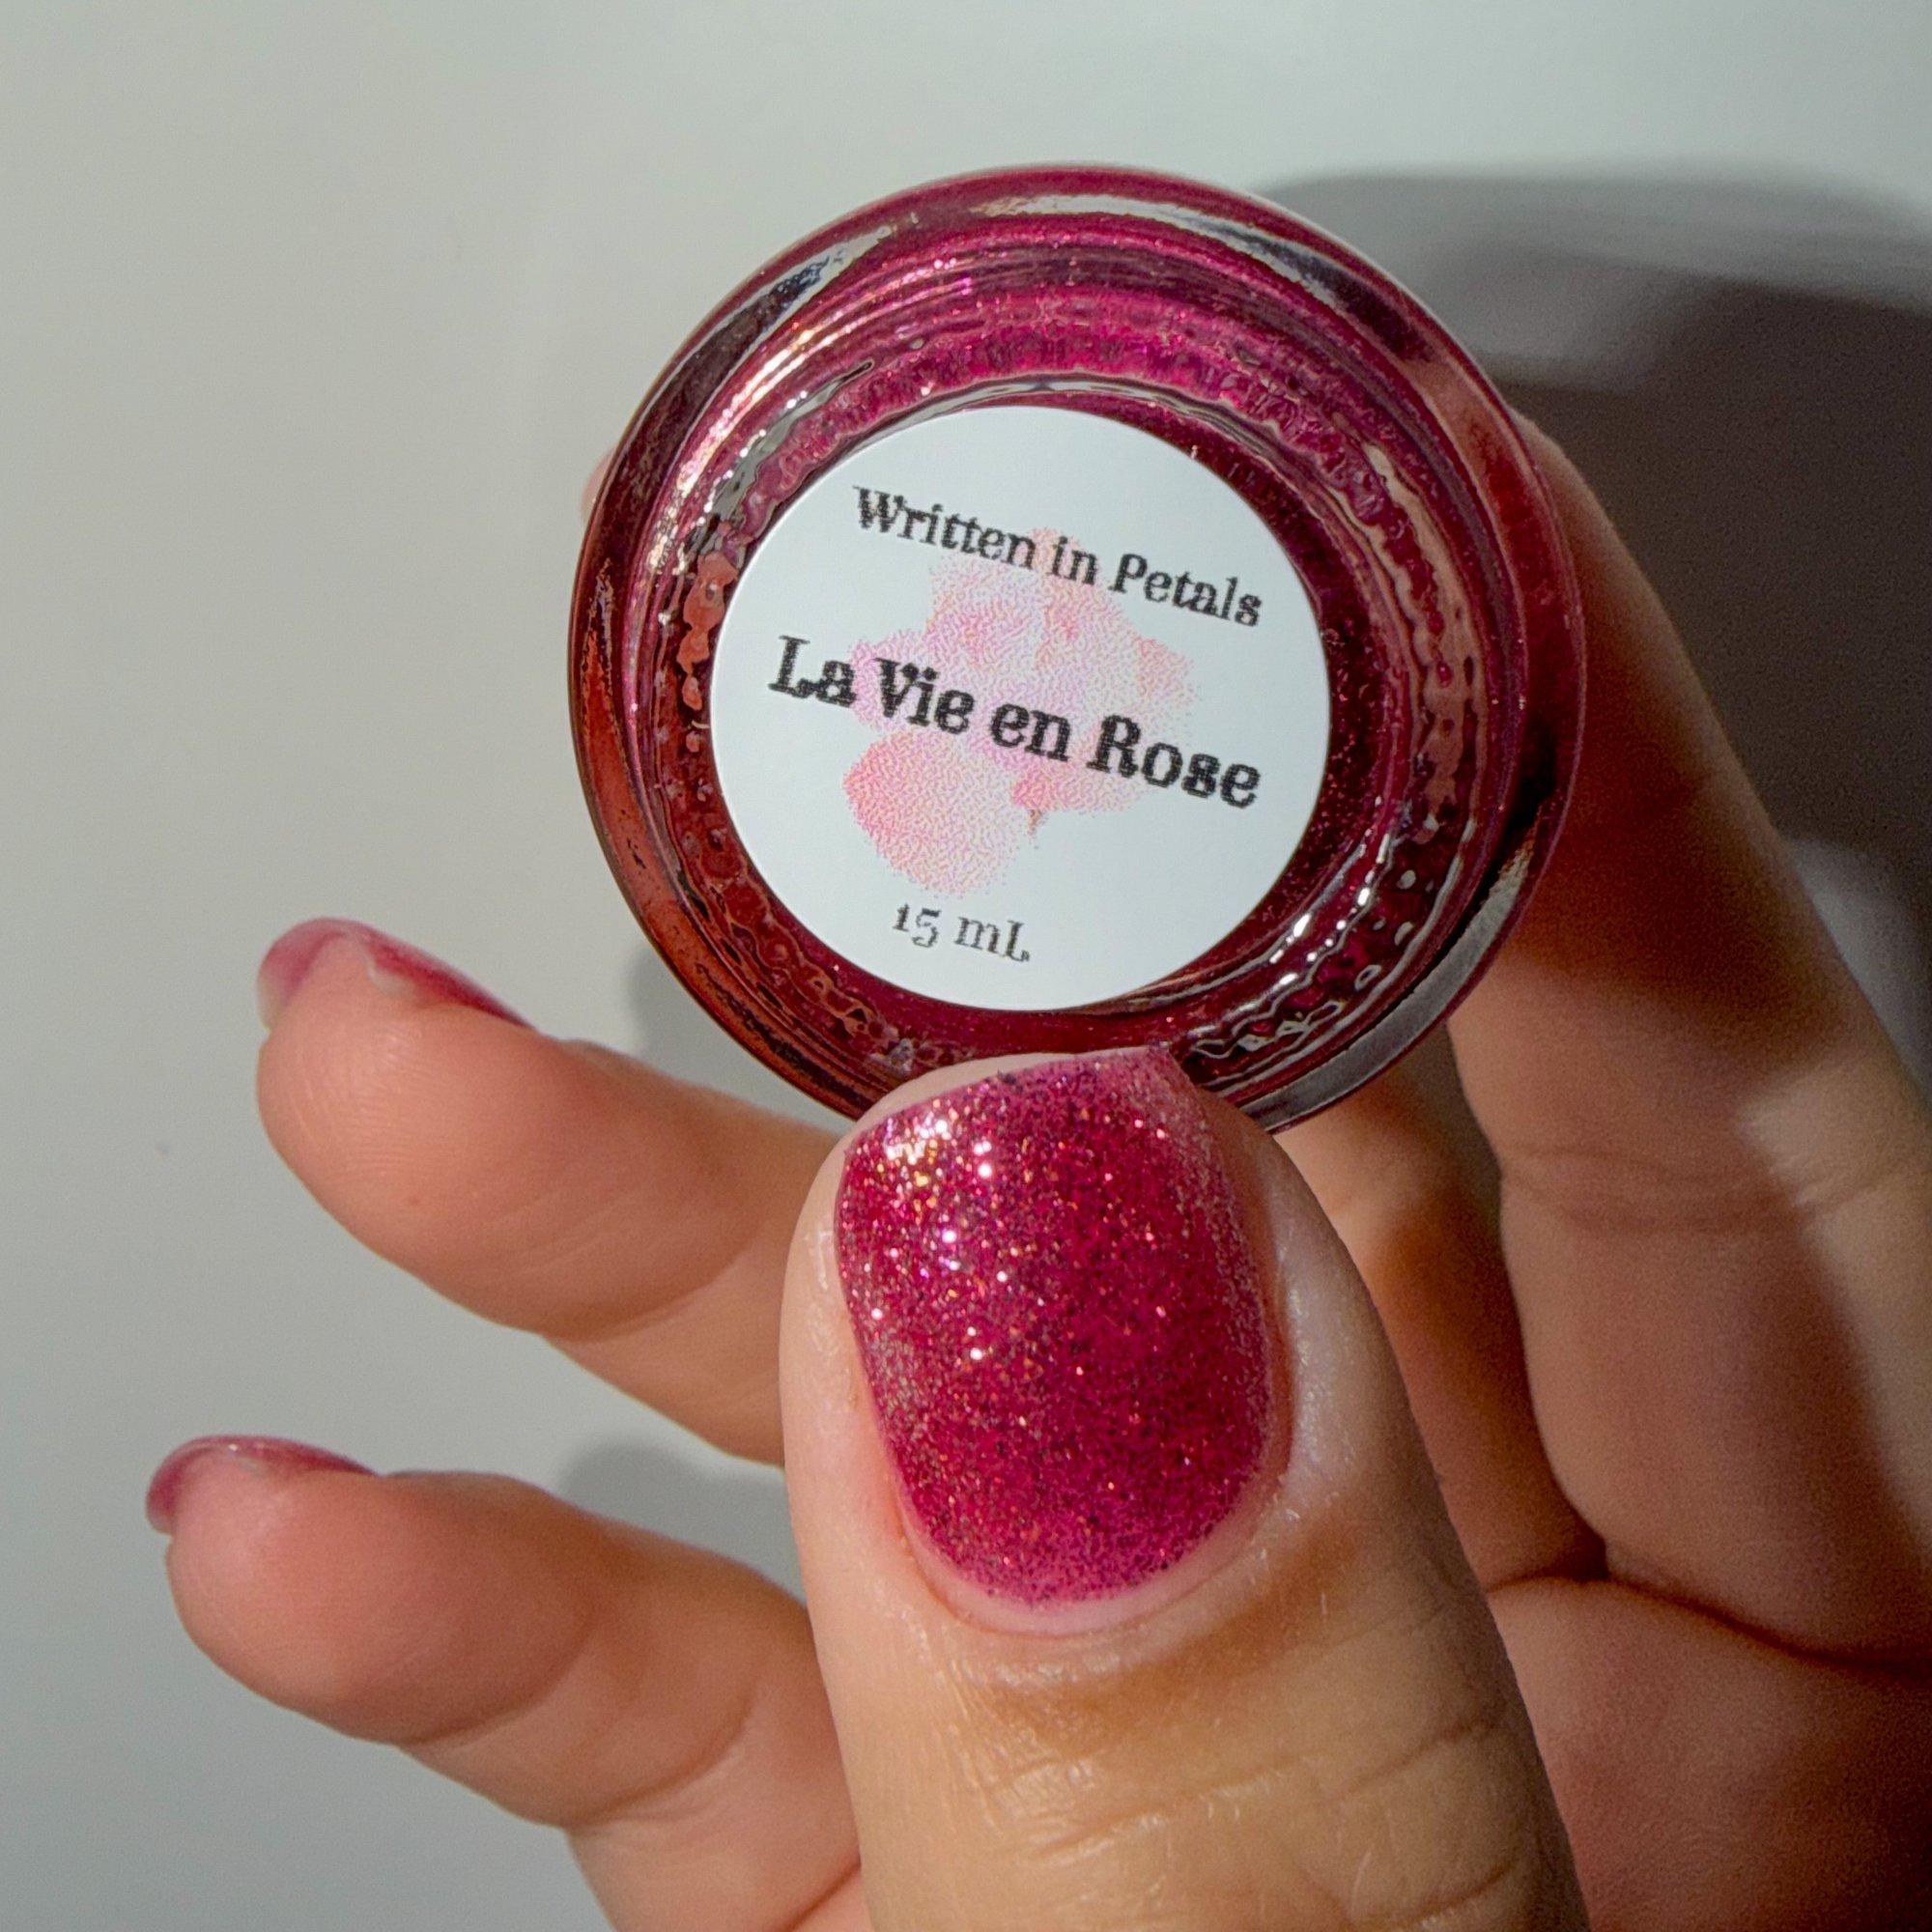 Written in Petals
La Vie en Rose
15 mL